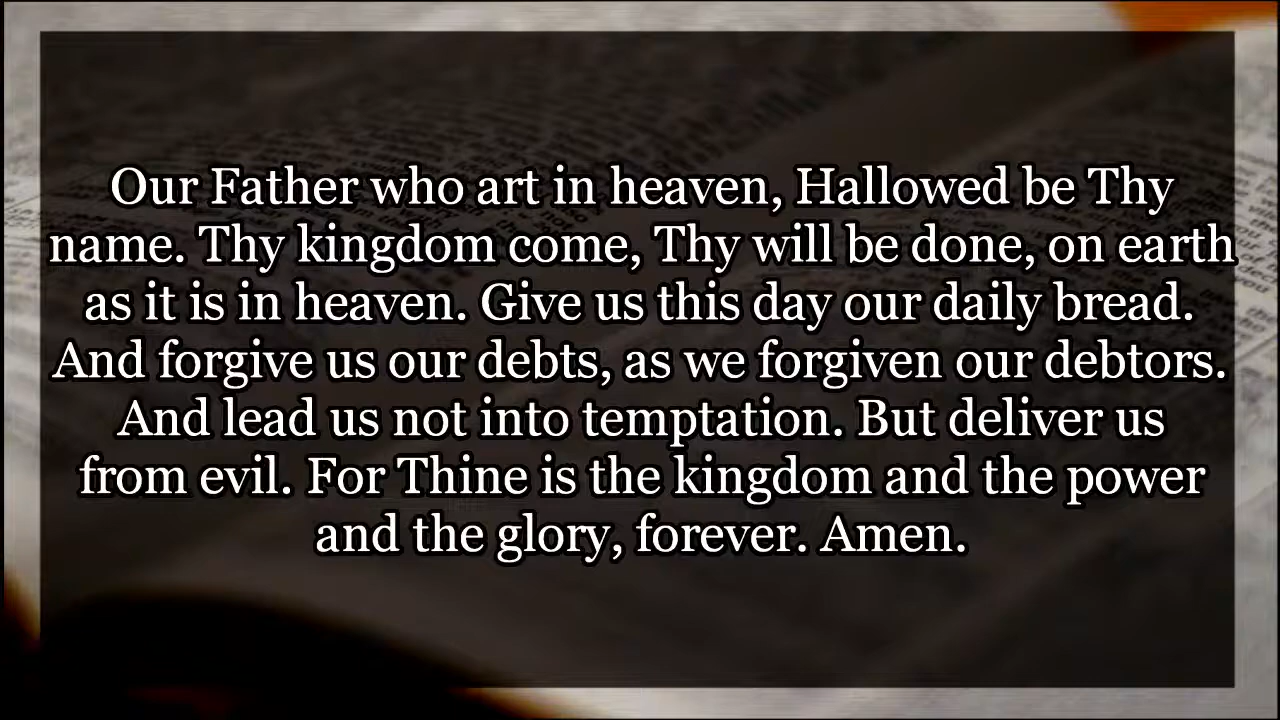 Our Father who art in heaven, Hallowed be Thy
name. Thy kingdom come, Thy will be done, on earth
as it is in heaven. Give us this day our daily bread.
And forgive us our debts, as we forgiven our debtors.
And lead us not into temptation. But deliver us
from evil. For Thine is the kingdom and the power
and the glory, forever. Amen.